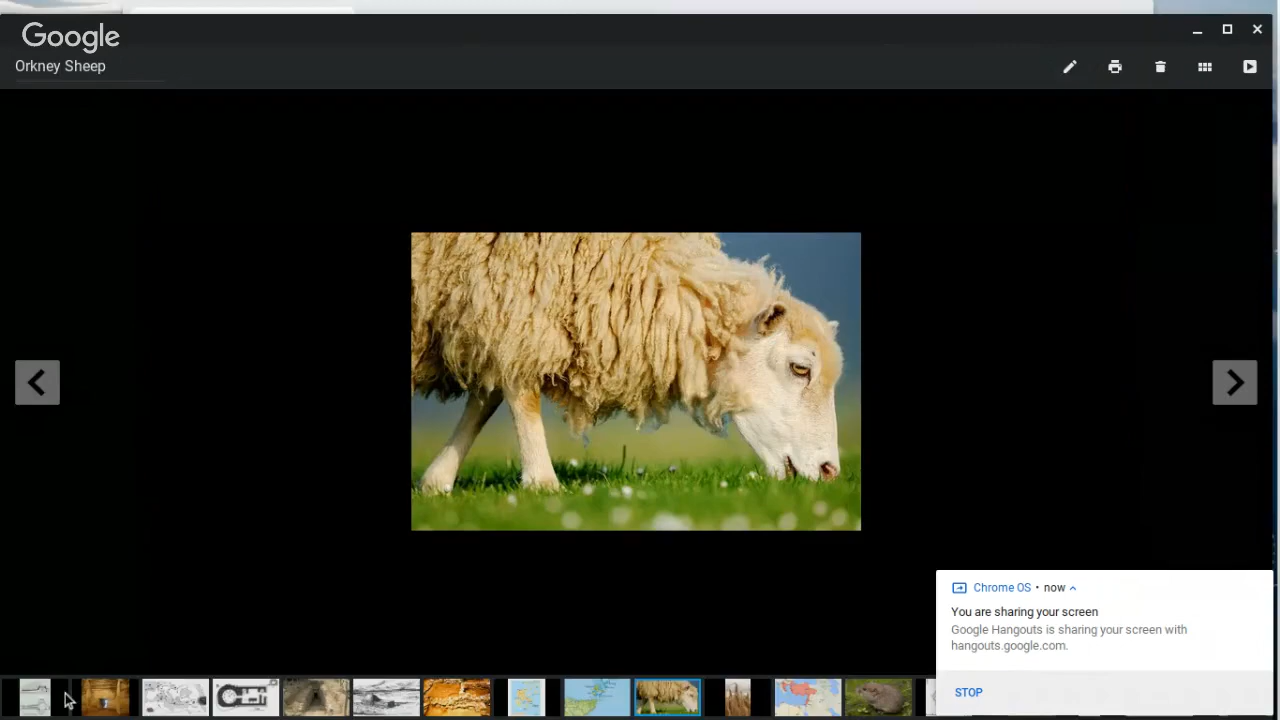 Google
Orkney Sheep
Chrome OS • now
You are sharing your screen
Google Hangouts is sharing your screen with
hangouts.google.com.
STOP